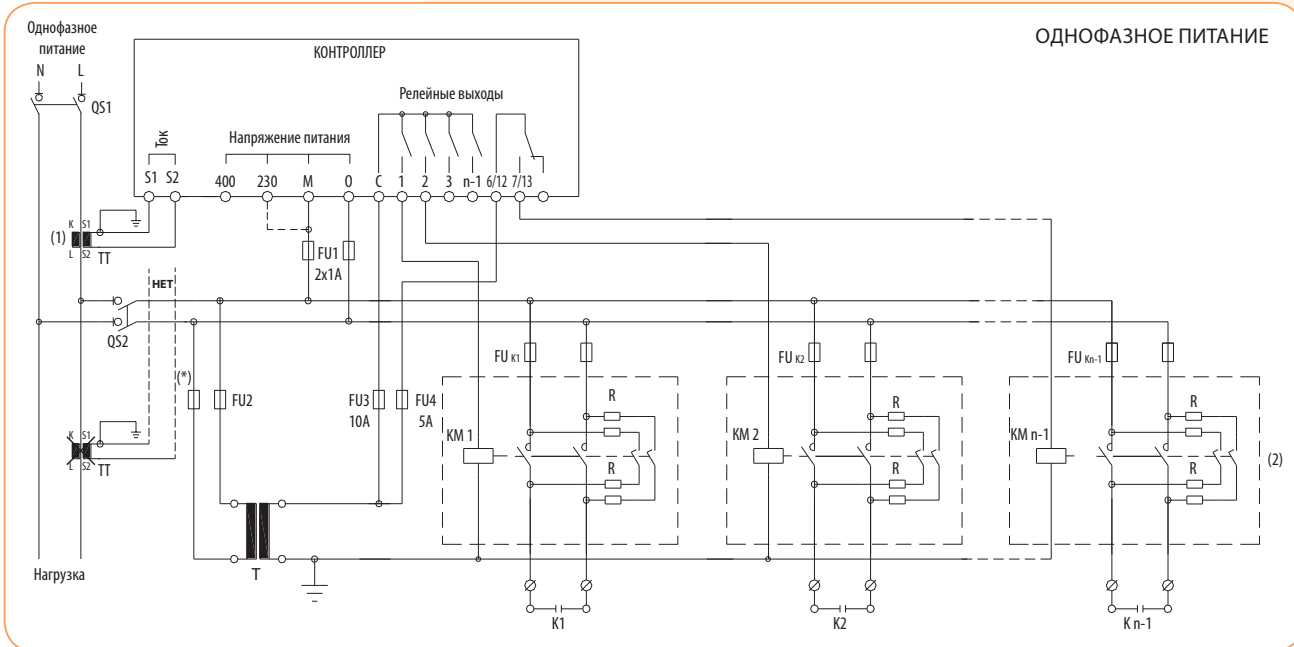 ОДНОФАЗНОЕ ПИТАНИЕ
Однофазное
питание
N L
QS1
КОНТРОЛЛЕР
Релейные выходы
Ток
Напряжение питания
S1 S2 400 230 M 0 C 1 2 3 n-1 6/12 7/13
K S1
(1)
L S2 TT
FU1
2x1A
НЕТ
QS2
(*)
FU2
FU3
10A
FU4
5A
FU K1
FU K2
FU Kn-1
R
R
R
KM 1
KM 2
KM n-1
(2)
R
R
R
K S1
L S2 TT
Нагрузка
T
K1
K2
K n-1